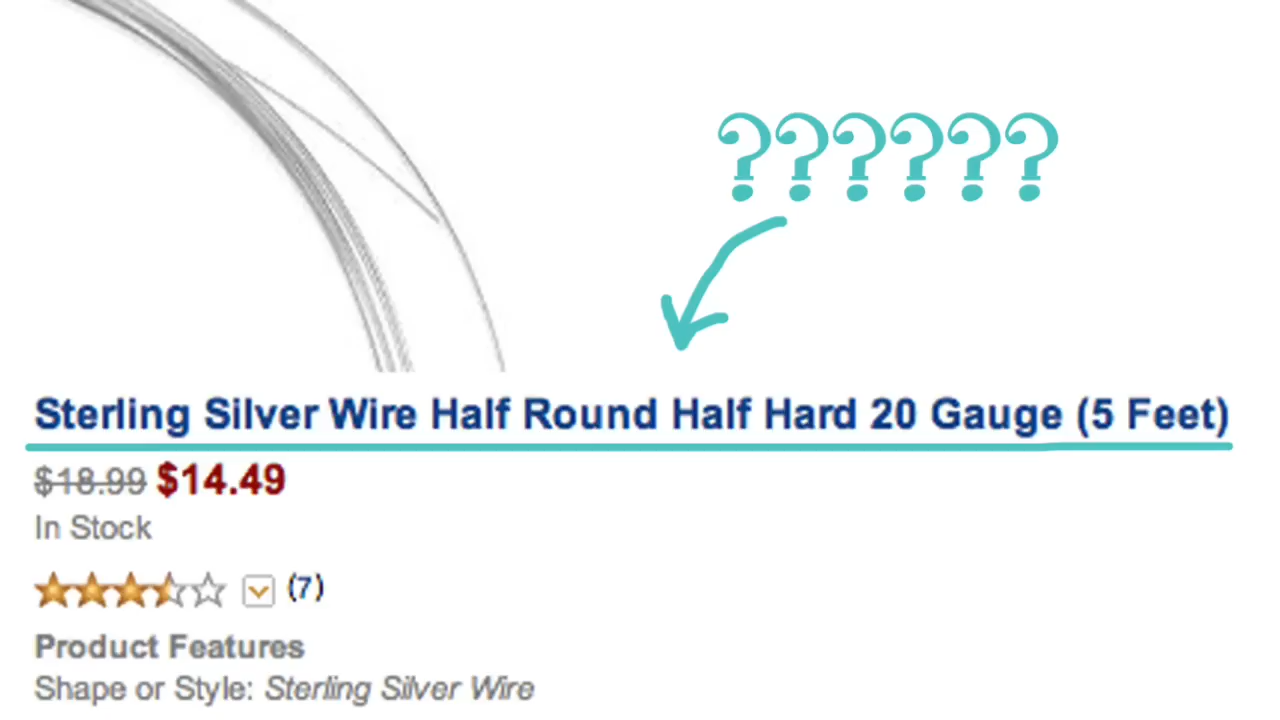 ??????
Sterling Silver Wire Half Round Half Hard 20 Gauge (5 Feet)
$18.99 $14.49
In Stock
(7)
Product Features
Shape or Style: Sterling Silver Wire